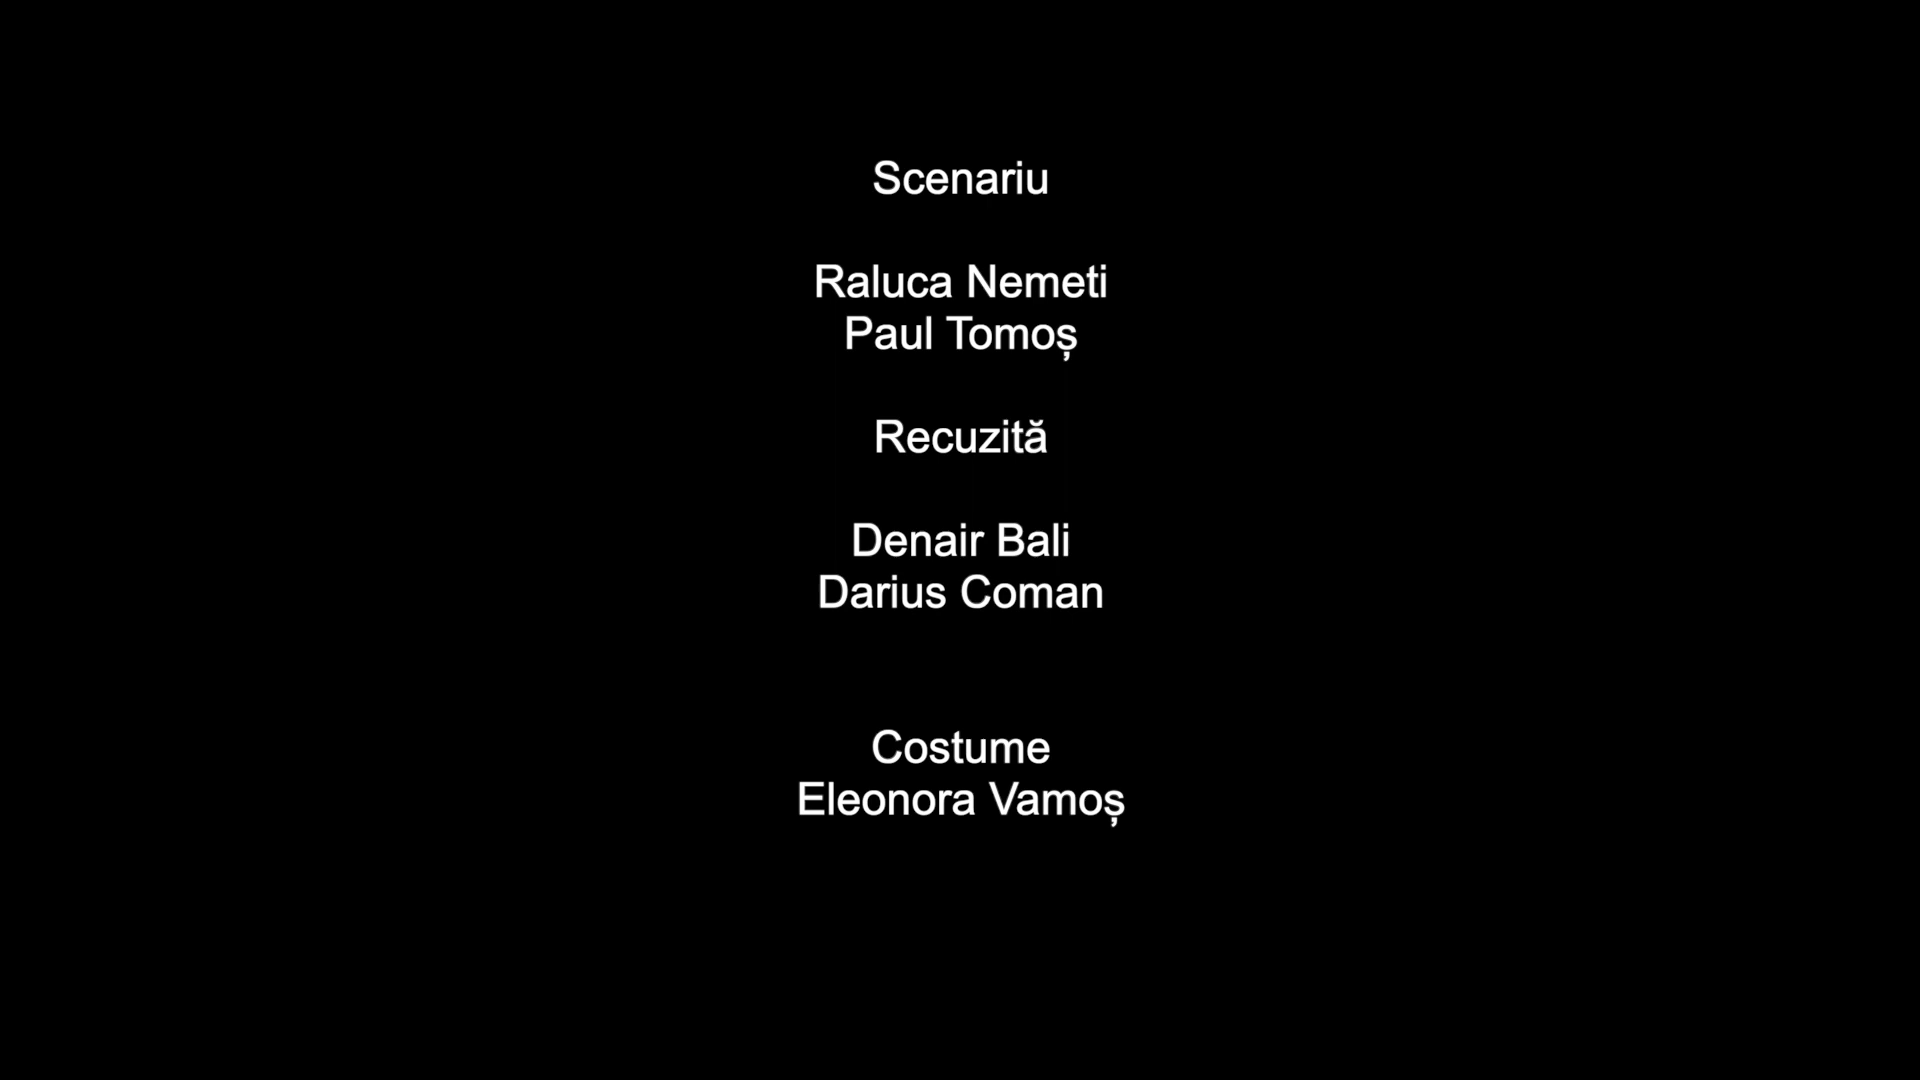 Scenariu
Raluca Nemeti
Paul Tomoș
Recuzită
Denair Bali
Darius Coman
Costume
Eleonora Vamoș